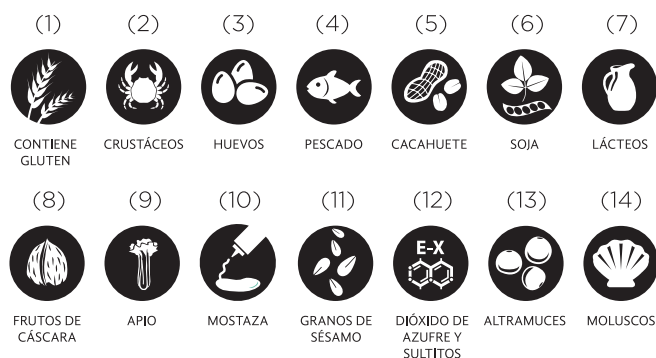 (1) (2) (3) (4) (5) (6) (7)
CONTIENE GLUTEN
CRUSTÁCEOS
HUEVOS
PESCADO
CACAHUETE
SOJA
LÁCTEOS
(8) (9) (10) (11) (12) (13) (14)
E-X
FRUTOS DE
CÁSCARA
APIO
MOSTAZA
GRANOS DE
SÉSAMO
DIÓXIDO DE
AZUFRE Y
SULTÍTOS
ALTRAMUCES
MOLUSCOS